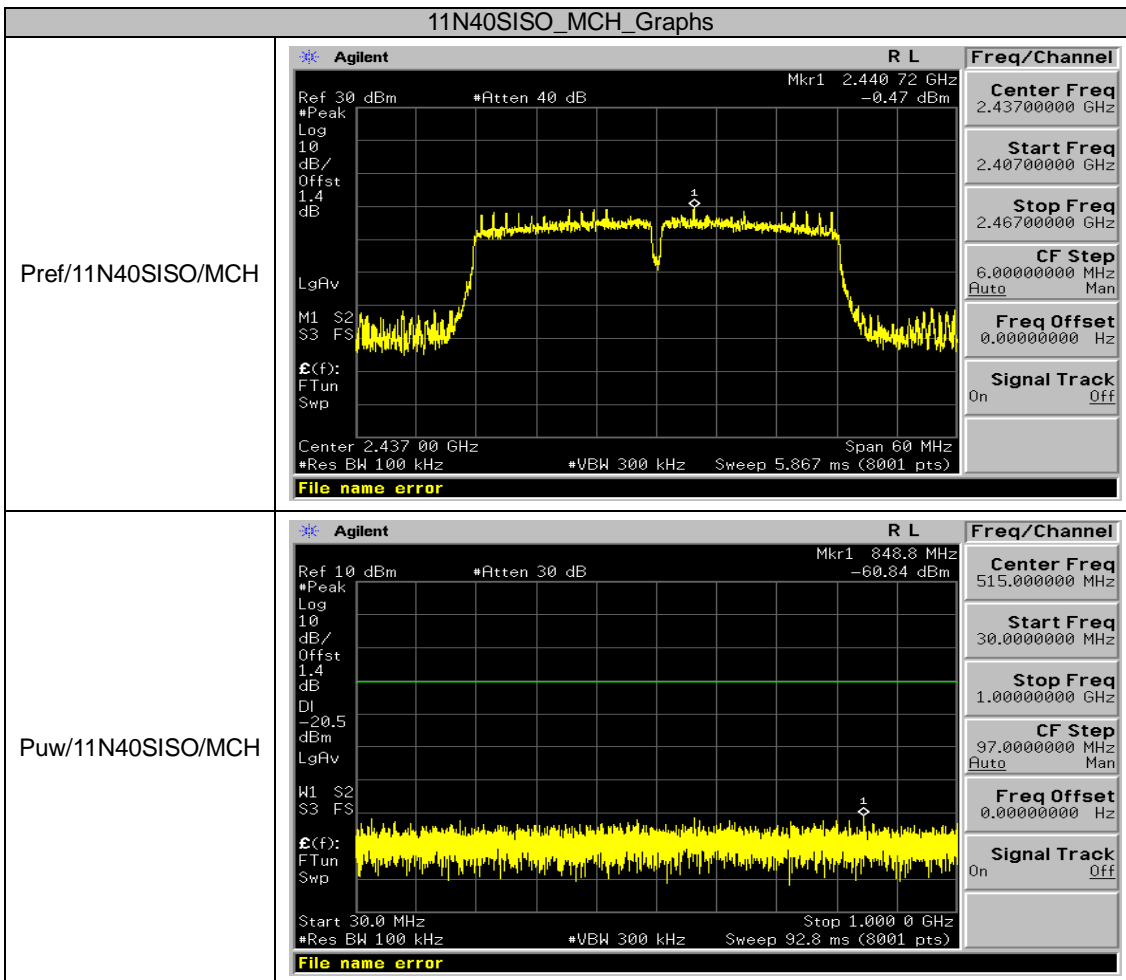 11N40SISO_MCH_Graphs
Pref/11N40SISO/MCH
Agilent R L
Mkr1 2.440 72 GHz
Ref 30 dBm #Atten 40 dB -0.47 dBm
#Peak
Log
10
dB/
Offst
1.4
dB
1
LgAv
M1 S2
S3 FS
£(f):
FTun
Swp
Center 2.437 00 GHz Span 60 MHz
#Res BW 100 kHz #VBW 300 kHz Sweep 5.867 ms (8001 pts)
File name error
Freq/Channel
Center Freq
2.43700000 GHz
Start Freq
2.40700000 GHz
Stop Freq
2.46700000 GHz
CF Step
6.00000000 MHz
Auto Man
Freq Offset
0.00000000 Hz
Signal Track
On Off
Puw/11N40SISO/MCH
Agilent R L
Mkr1 848.8 MHz
Ref 10 dBm #Atten 30 dB -60.84 dBm
#Peak
Log
10
dB/
Offst
1.4
dB
DI
-20.5
dBm
LgAv
1
W1 S2
S3 FS
£(f):
FTun
Swp
Start 30.0 MHz Stop 1.000 0 GHz
#Res BW 100 kHz #VBW 300 kHz Sweep 92.8 ms (8001 pts)
File name error
Freq/Channel
Center Freq
515.000000 MHz
Start Freq
30.0000000 MHz
Stop Freq
1.00000000 GHz
CF Step
97.0000000 MHz
Auto Man
Freq Offset
0.00000000 Hz
Signal Track
On Off